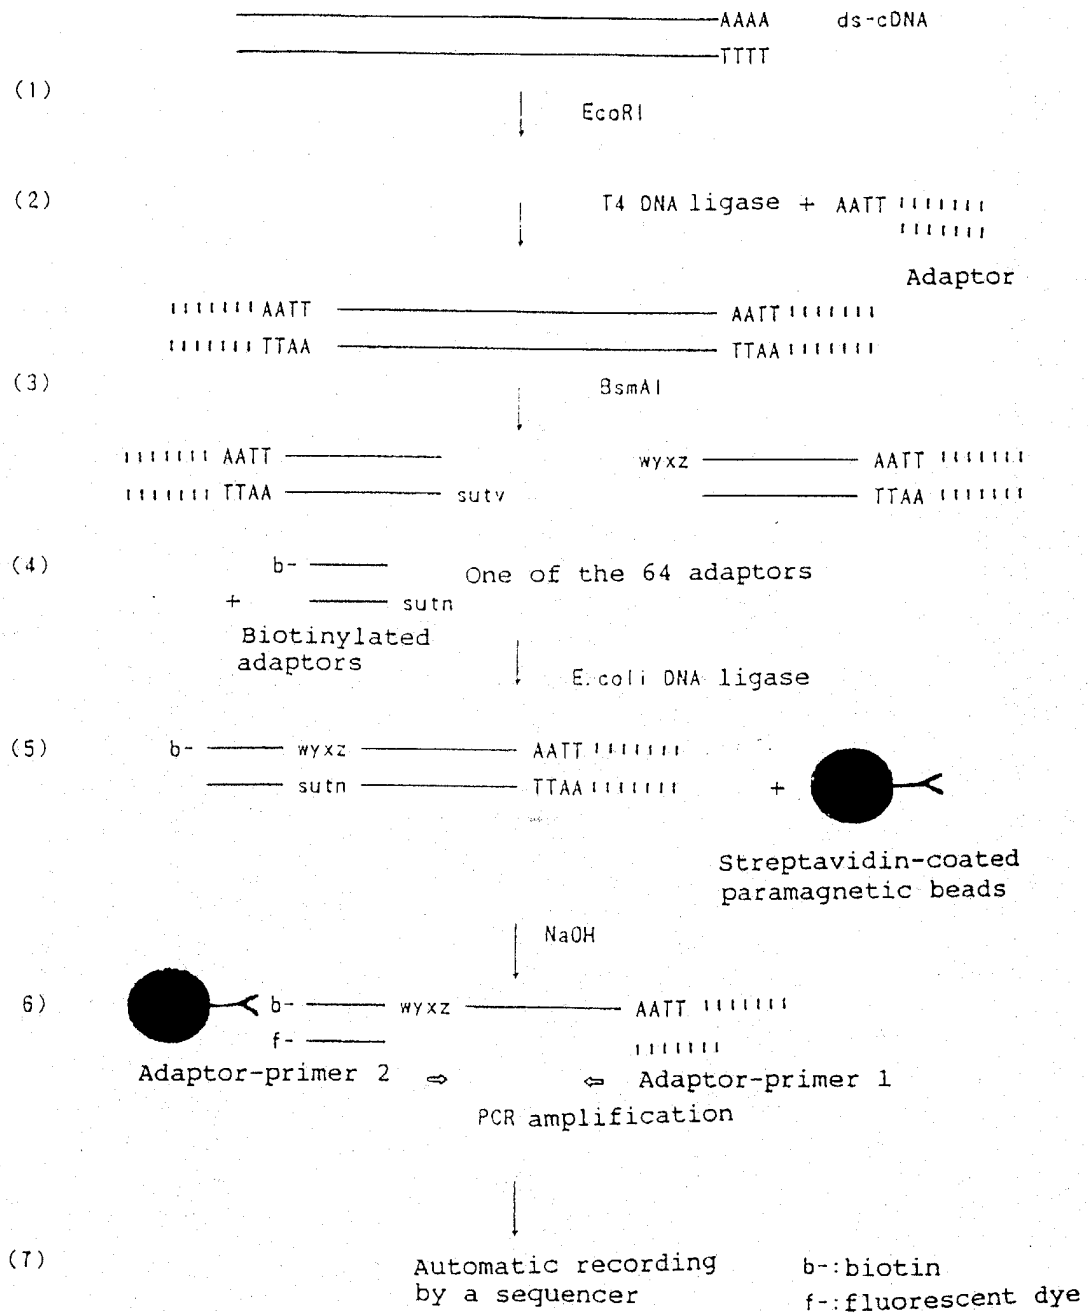 AAAA ds-cDNA
TTTT
(1)
EcoRI
(2) T4 DNA ligase + AATT
Adaptor
AATT AATT
TTAA TTAA
(3) BsmAI
AATT wyxz AATT
TTAA sutv TTAA
(4) b- One of the 64 adaptors
+ sutn
Biotinylated
adaptors
E.coli DNA ligase
(5) b- wyxz AATT
sutn TTAA +
Streptavidin-coated
paramagnetic beads
NaOH
6) b- wyxz AATT
f-
Adaptor-primer 2 ⇒ ⇐ Adaptor-primer 1
PCR amplification
(7) Automatic recording b-:biotin
by a sequencer f-:fluorescent dye